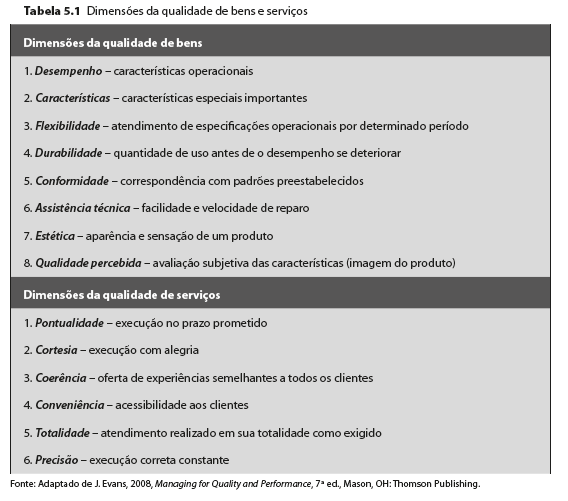 Tabela 5.1 Dimensões da qualidade de bens e serviços
Dimensões da qualidade de bens
1. Desempenho – características operacionais
2. Características – características especiais importantes
3. Flexibilidade – atendimento de especificações operacionais por determinado período
4. Durabilidade – quantidade de uso antes de o desempenho se deteriorar
5. Conformidade – correspondência com padrões preestabelecidos
6. Assistência técnica – facilidade e velocidade de reparo
7. Estética – aparência e sensação de um produto
8. Qualidade percebida – avaliação subjetiva das características (imagem do produto)
Dimensões da qualidade de serviços
1. Pontualidade – execução no prazo prometido
2. Cortesia – execução com alegria
3. Coerência – oferta de experiências semelhantes a todos os clientes
4. Conveniência – acessibilidade aos clientes
5. Totalidade – atendimento realizado em sua totalidade como exigido
6. Precisão – execução correta constante
Fonte: Adaptado de J. Evans, 2008, Managing for Quality and Performance, 7ª ed., Mason, OH: Thomson Publishing.